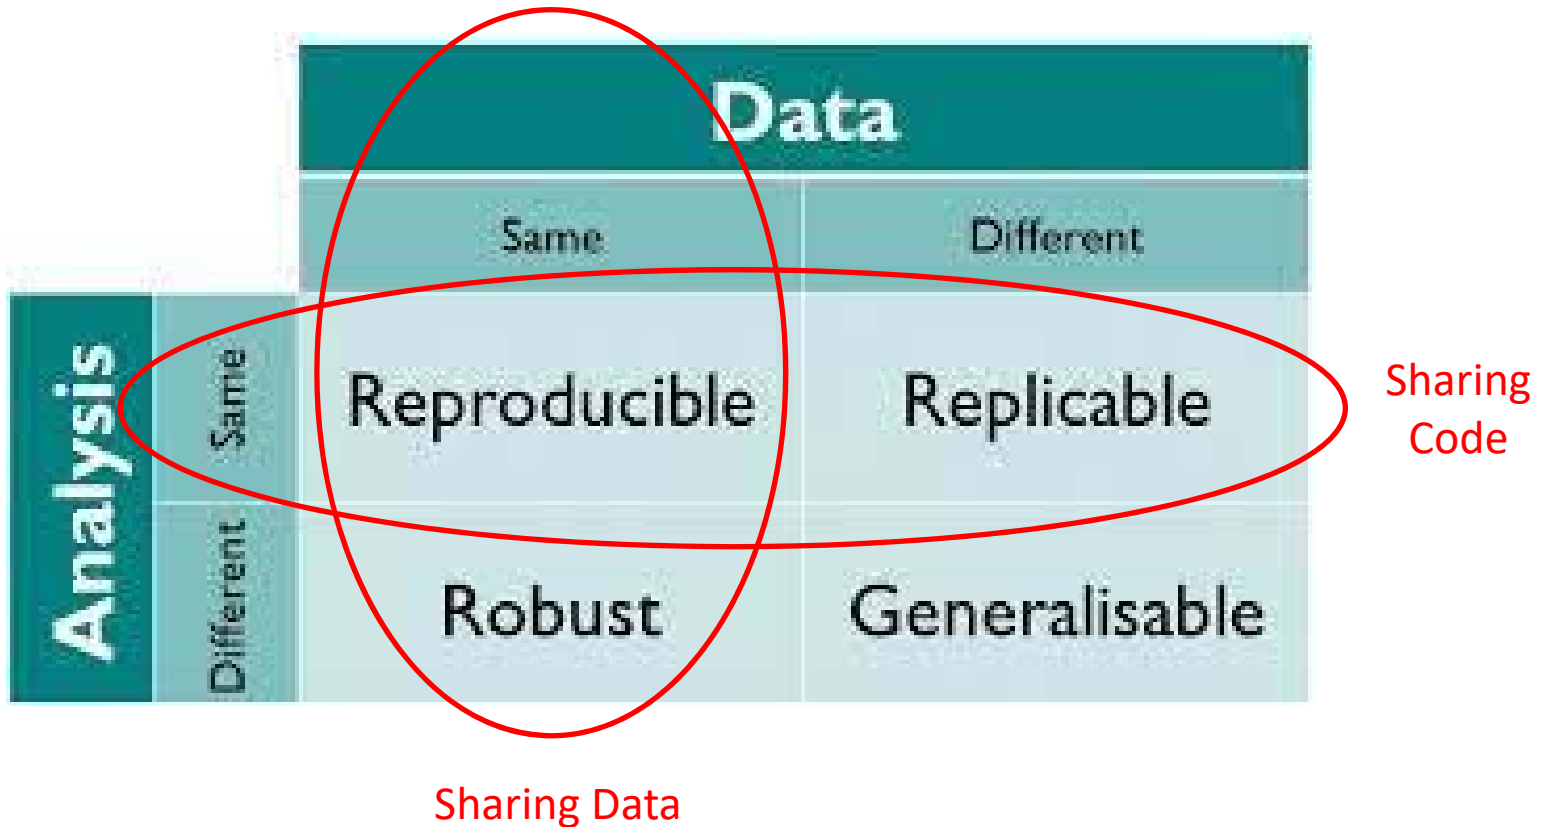 Data
Same Different
Analysis
Same
Reproducible Replicable
Sharing
Code
Different
Robust Generalisable
Sharing Data